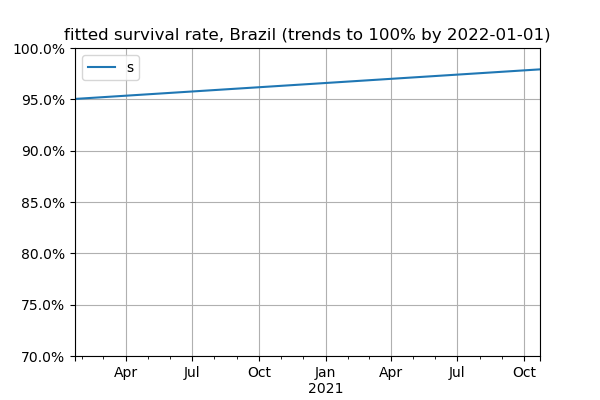 fitted survival rate, Brazil (trends to 100% by 2022-01-01)
100.0%
95.0%
90.0%
85.0%
80.0%
75.0%
70.0%
s
Apr Jul Oct Jan Apr Jul Oct
2021